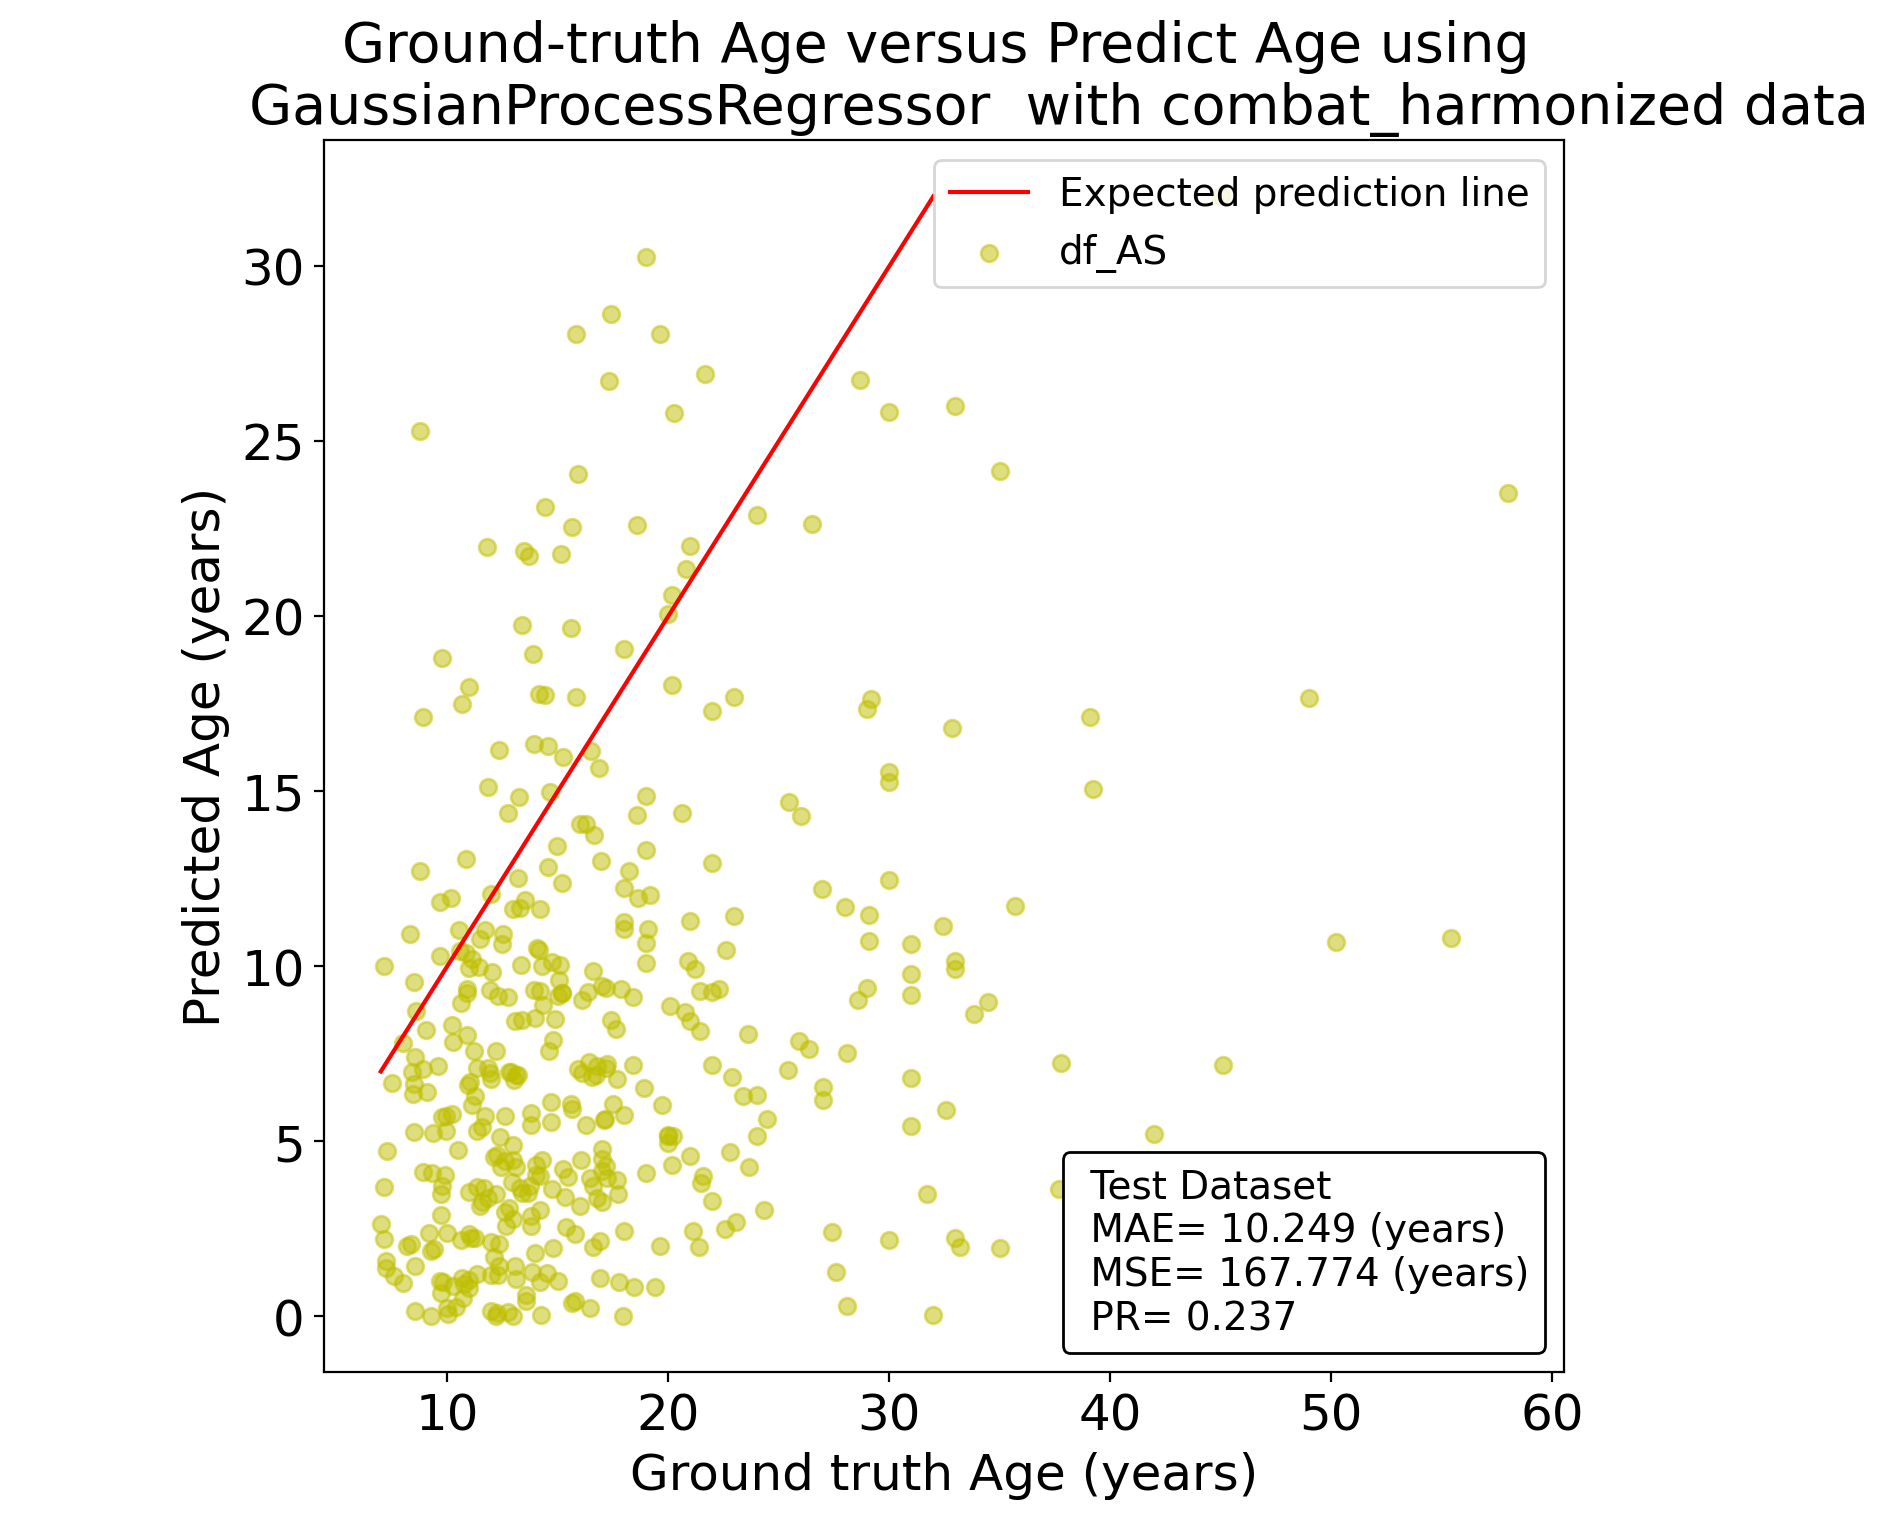 Ground-truth Age versus Predict Age using
GaussianProcessRegressor  with combat_harmonized data
Expected prediction line
df_AS
30
25
20
15
10
5
0
Predicted Age (years)
Test Dataset
MAE= 10.249 (years)
MSE= 167.774 (years)
PR= 0.237
10 20 30 40 50 60
Ground truth Age (years)